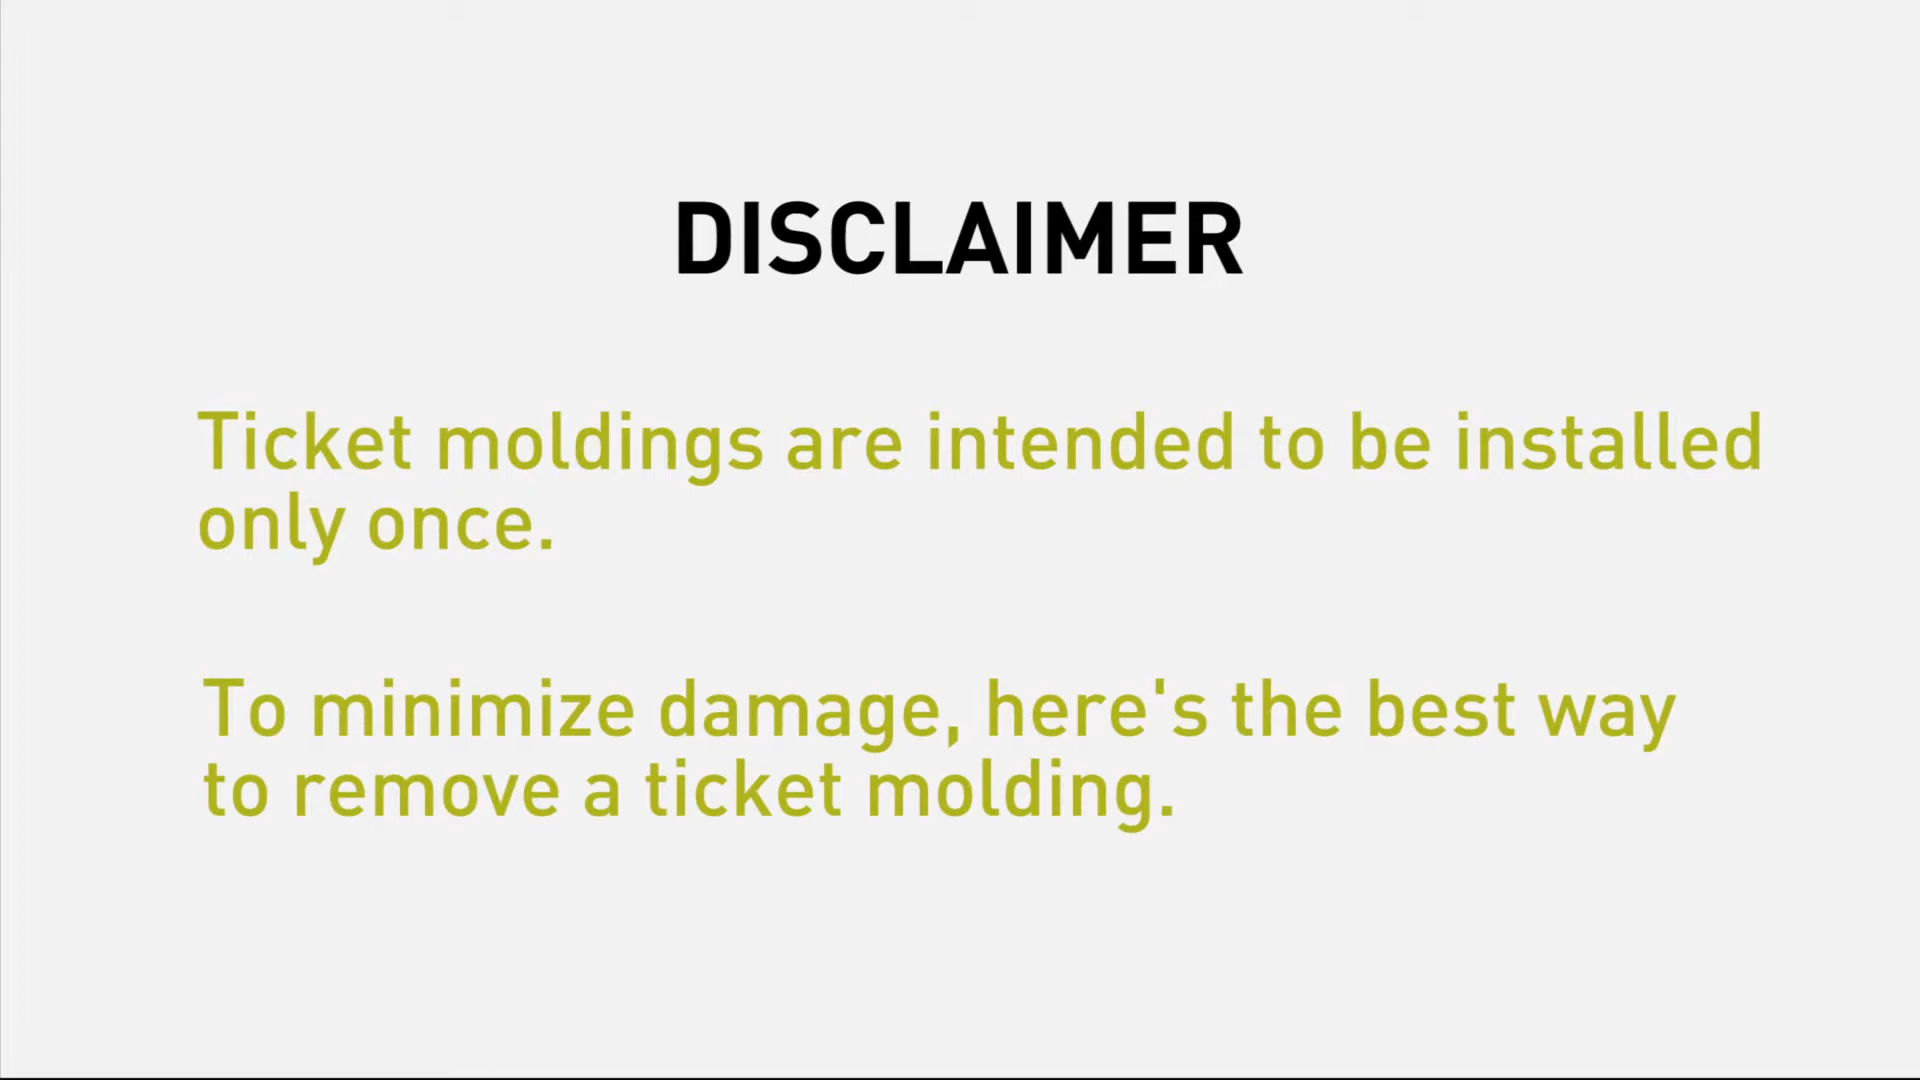 DISCLAIMER
Ticket moldings are intended to be installed
only once.
To minimize damage, here's the best way
to remove a ticket molding.